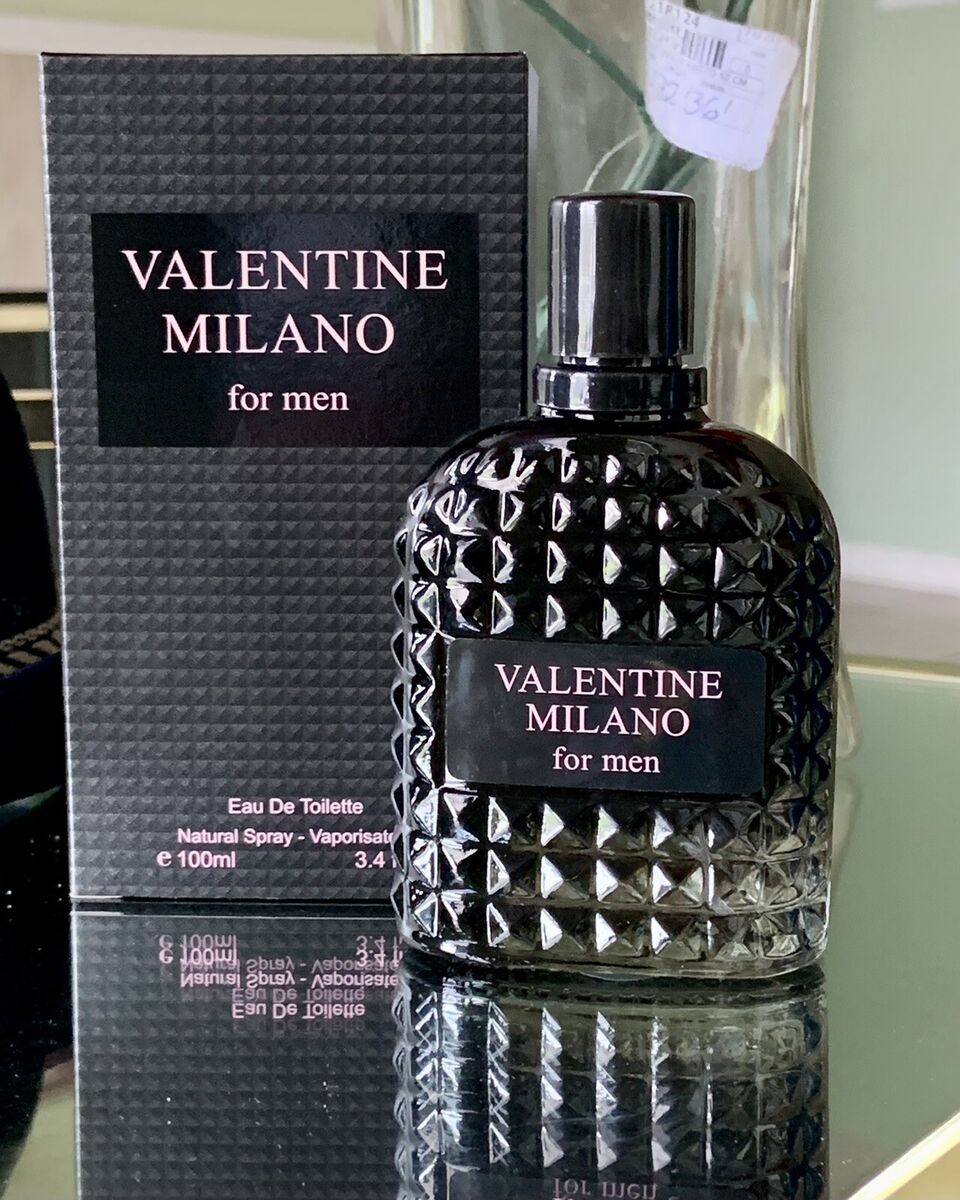 VALENTINE
MILANO
for men
Eau De Toilette
Natural Spray - Vaporisate
℮ 100ml 3.4
VALENTINE
MILANO
for men